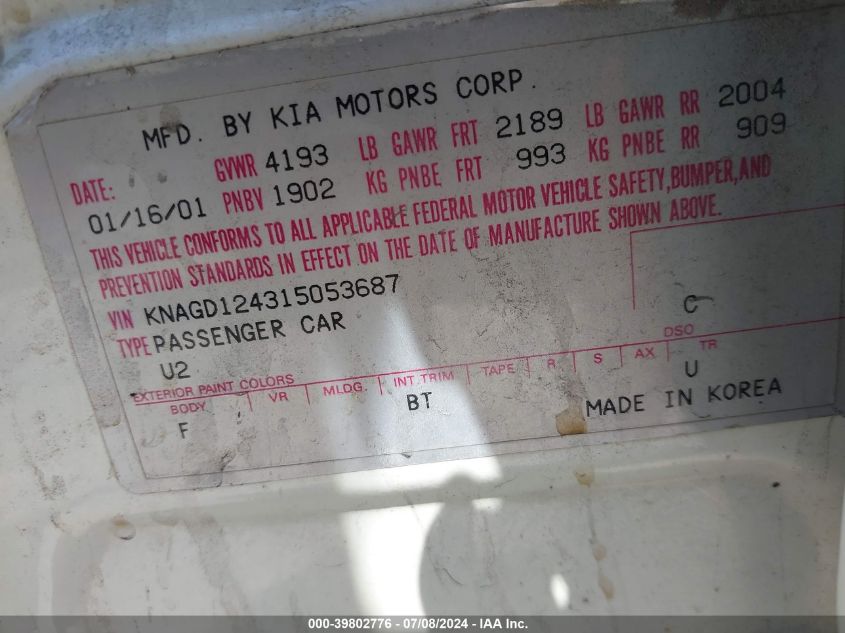 MFD. BY KIA MOTORS CORP.
DATE: GVWR 4193 LB GAWR FRT 2189 LB GAWR RR 2004
01/16/01 PNBV 1902 KG PNBE FRT 993 KG PNBE RR 909
THIS VEHICLE CONFORMS TO ALL APPLICABLE FEDERAL MOTOR VEHICLE SAFETY, BUMPER, AND
PREVENTION STANDARDS IN EFFECT ON THE DATE OF MANUFACTURE SHOWN ABOVE.
VIN KNAGD124315053687
TYPE PASSENGER CAR
U2 C
DSO
EXTERIOR PAINT COLORS
BODY VR MLDG. INT. TRIM TAPE R S AX TR
F BT U
MADE IN KOREA
000-39802776 - 07/08/2024 - IAA Inc.